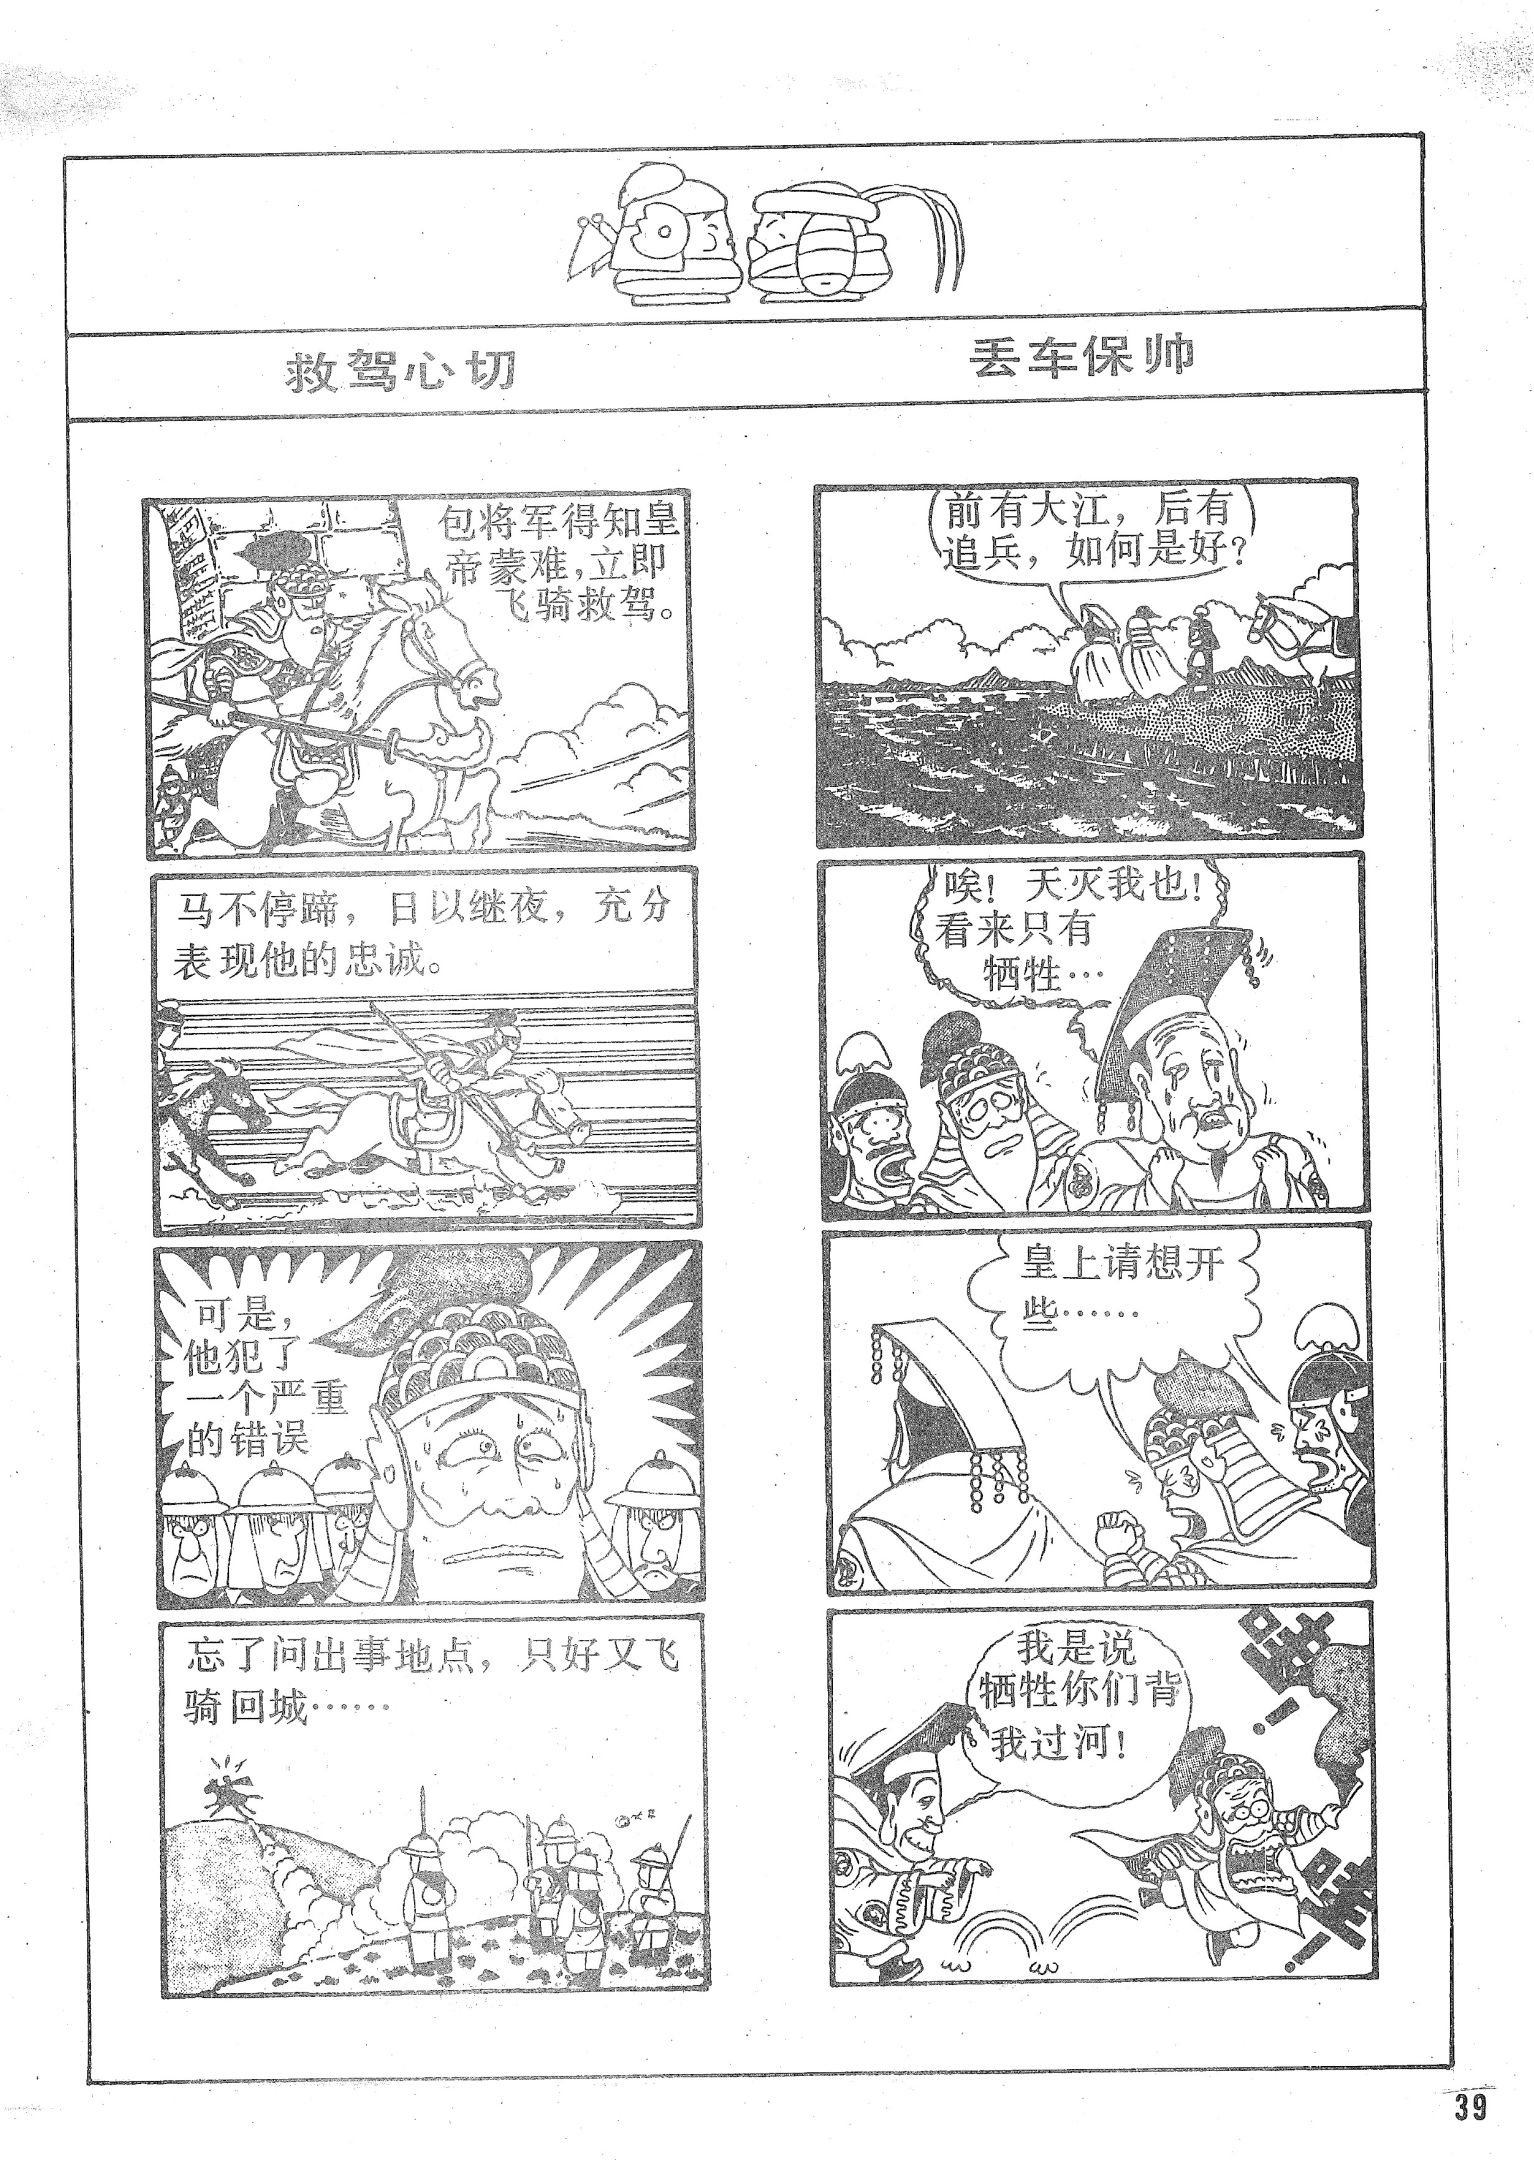 救驾心切
包将军得知皇
帝蒙难，立即
飞骑救驾。
马不停蹄，日以继夜，充分
表现他的忠诚。
可是，
他犯了
一个严重
的错误
忘了问出事地点，只好又飞
骑回城……
丢车保帅
前有大江，后有
追兵，如何是好？
唉！天灭我也！
看来只有
牺牲…
皇上请想开
些……
我是说
牺牲你们背
我过河！
39